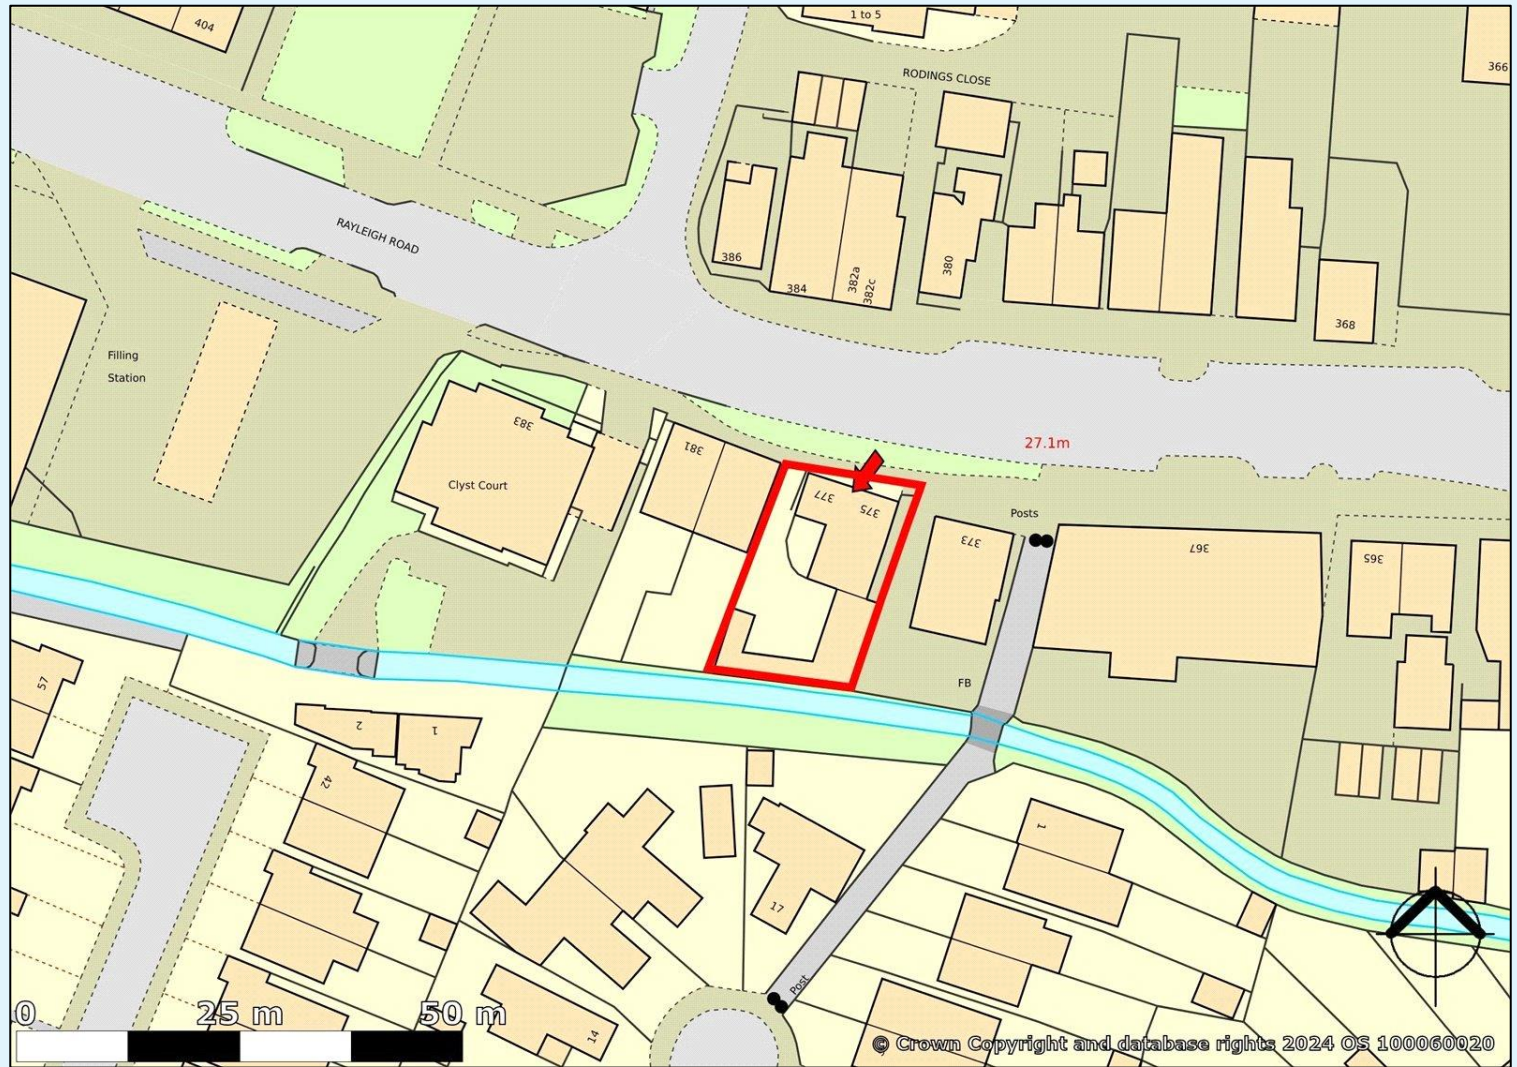 404
1 to 5
RODINGS CLOSE
366
RAYLEIGH ROAD
386
384
382a
382c
380
368
Filling
Station
383
381
27.1m
Clyst Court
377
375
Posts
373
367
365
FB
57
2
1
42
1
17
Post
14
0
25 m
50 m
© Crown Copyright and database rights 2024 OS 100060020